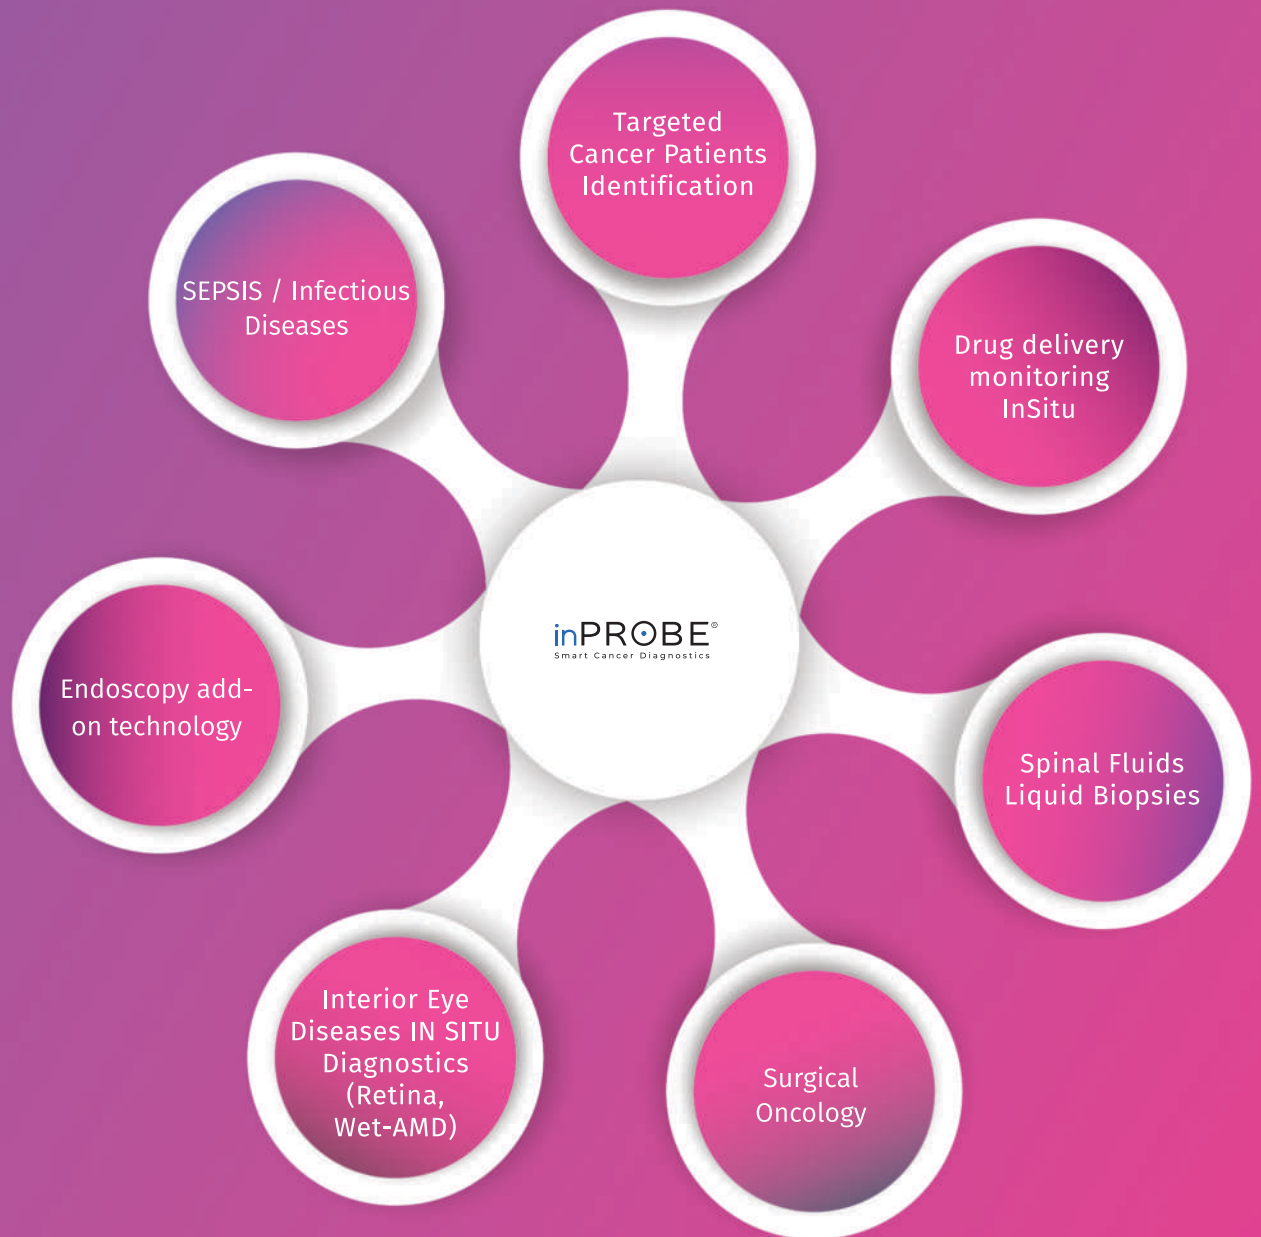 Targeted
Cancer Patients
Identification
SEPSIS / Infectious
Diseases
Drug delivery
monitoring
InSitu
inPROBE®
Smart Cancer Diagnostics
Endoscopy add-
on technology
Spinal Fluids
Liquid Biopsies
Interior Eye
Diseases IN SITU
Diagnostics
(Retina,
Wet-AMD)
Surgical
Oncology